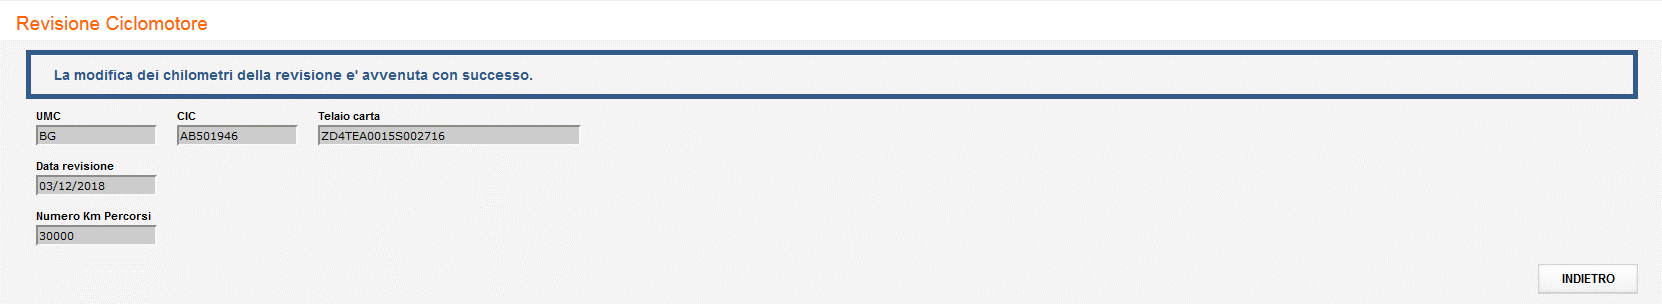 Revisione Ciclomotore
La modifica dei chilometri della revisione e' avvenuta con successo.
UMC CIC Telaio carta
BG AB501946 ZD4TEA0015S002716
Data revisione
03/12/2018
Numero Km Percorsi
30000
INDIETRO